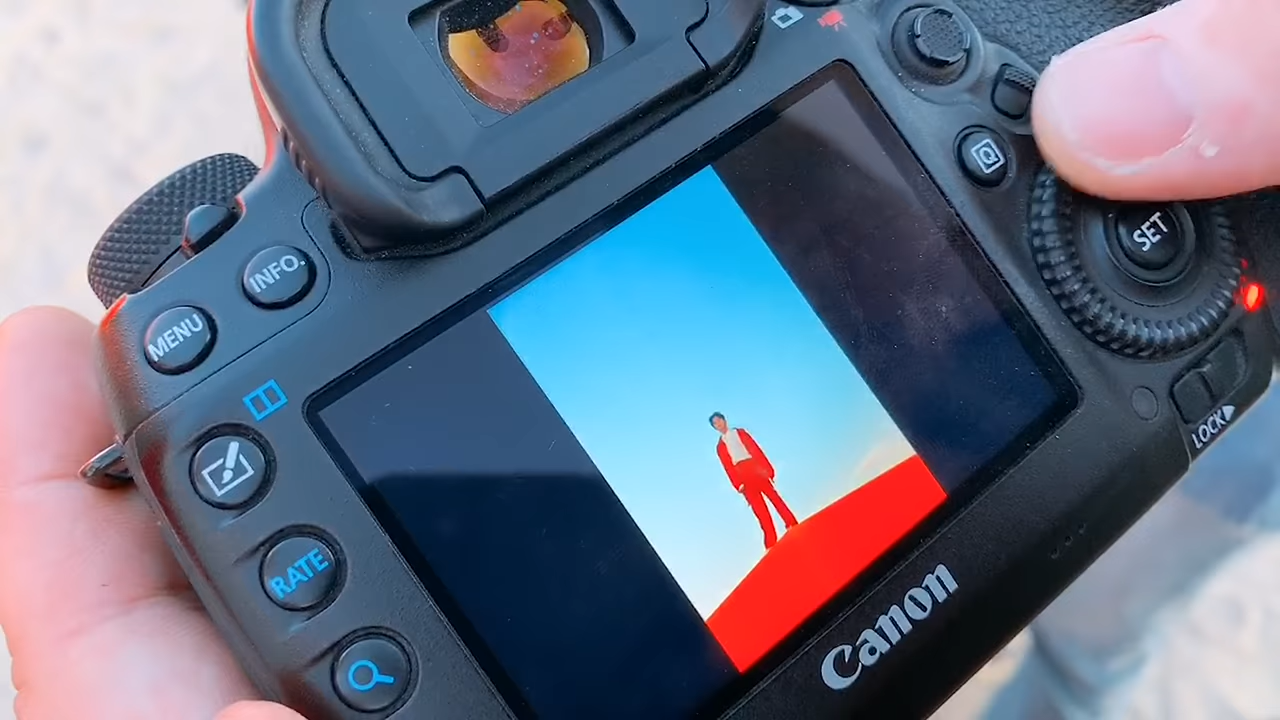 INFO.
MENU
Q
SET
LOCK▶
RATE
Canon